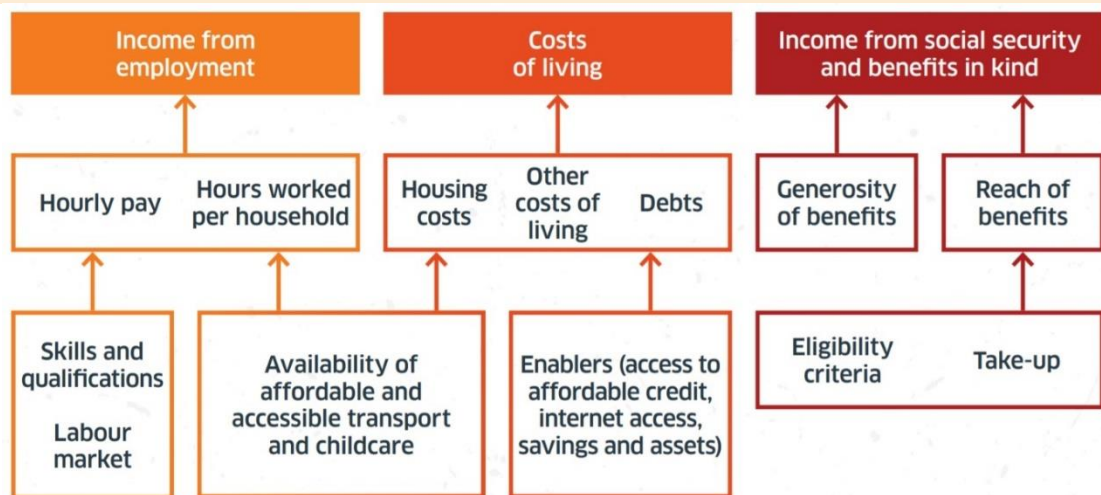 Income from
employment
Costs
of living
Income from social security
and benefits in kind
Hourly pay
Hours worked
per household
Housing
costs
Other
costs of
living
Debts
Generosity
of benefits
Reach of
benefits
Skills and
qualifications
Labour
market
Availability of
affordable and
accessible transport
and childcare
Enablers (access to
affordable credit,
internet access,
savings and assets)
Eligibility
criteria
Take-up